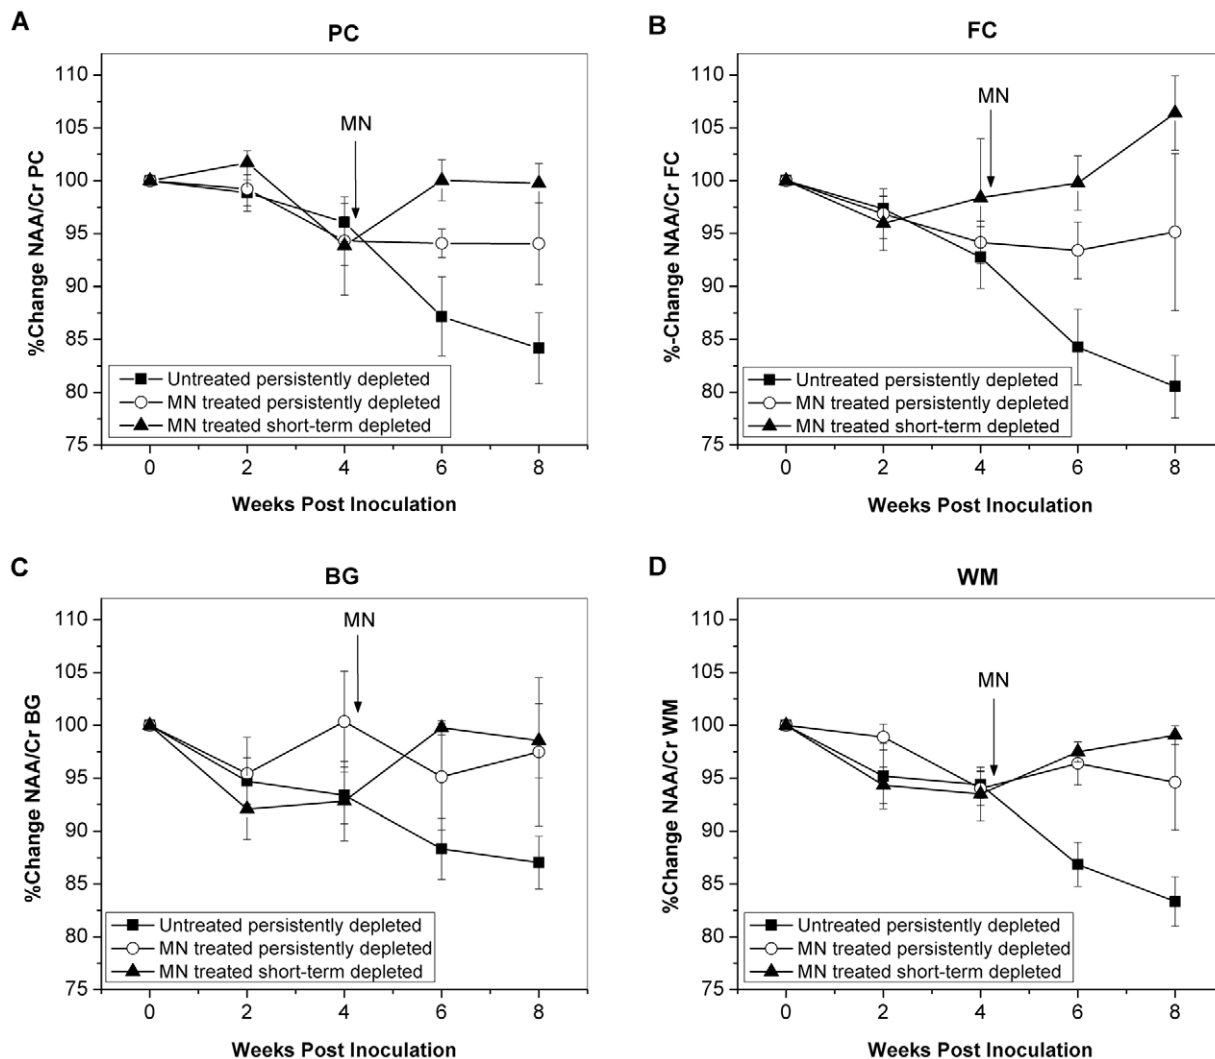 A
PC
110
105
100
95
90
85
80
75
%Change NAA/Cr PC
MN
Untreated persistently depleted
MN treated persistently depleted
MN treated short-term depleted
0 2 4 6 8
Weeks Post Inoculation
B
FC
110
105
100
95
90
85
80
75
%-Change NAA/Cr FC
MN
Untreated persistently depleted
MN treated persistently depleted
MN treated short-term depleted
0 2 4 6 8
Weeks Post Inoculation
C
BG
110
105
100
95
90
85
80
75
%Change NAA/Cr BG
MN
Untreated persistently depleted
MN treated persistently depleted
MN treated short-term depleted
0 2 4 6 8
Weeks Post Inoculation
D
WM
110
105
100
95
90
85
80
75
%Change NAA/Cr WM
MN
Untreated persistently depleted
MN treated persistently depleted
MN treated short-term depleted
0 2 4 6 8
Weeks Post Inoculation